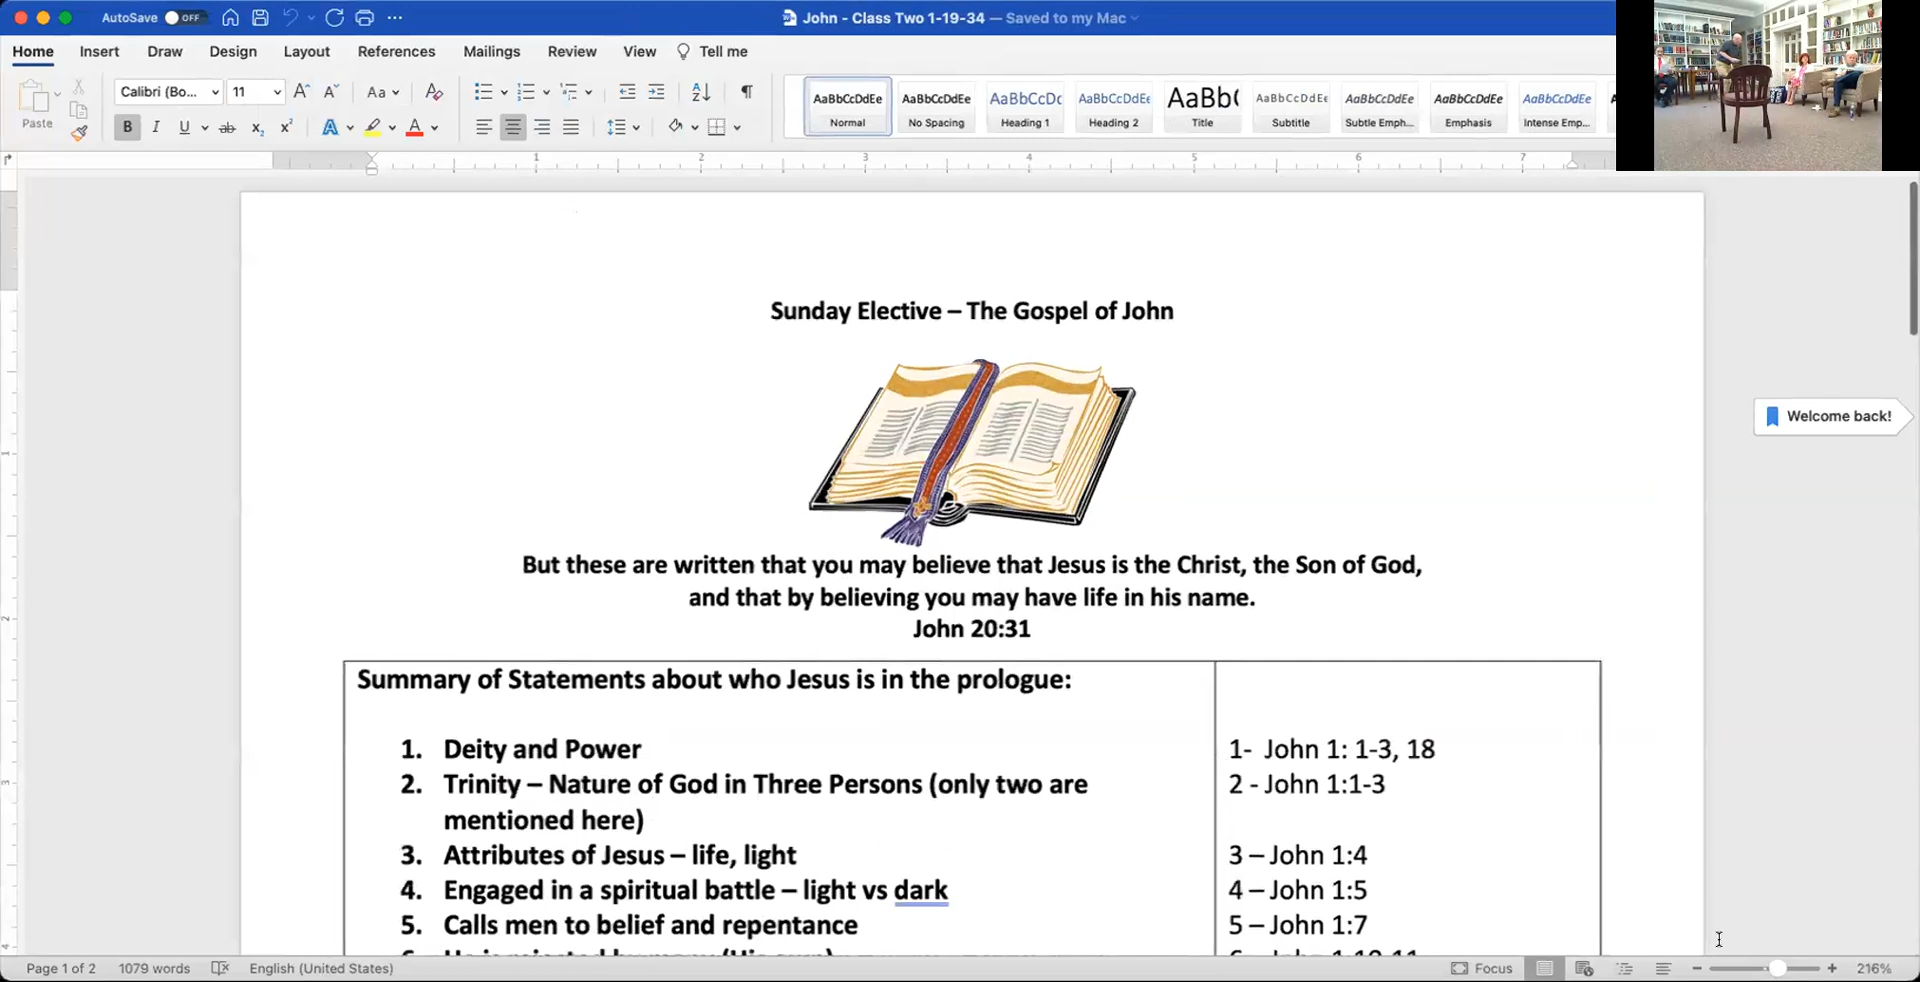 AutoSave OFF
John - Class Two 1-19-34 — Saved to my Mac
Home Insert Draw Design Layout References Mailings Review View Tell me
Paste
Calibri (Bo... 11
AaBbCcDdEe AaBbCcDdEe AaBbCcDc AaBbCcDdEe AaBb( AaBbCcDdEe AaBbCcDdEe AaBbCcDdEe AaBbCcDdEe
Normal No Spacing Heading 1 Heading 2 Title Subtitle Subtle Emph... Emphasis Intense Emp...
1 2 3 4 5 6 7
Sunday Elective – The Gospel of John
Welcome back!
But these are written that you may believe that Jesus is the Christ, the Son of God,
and that by believing you may have life in his name.
John 20:31
Summary of Statements about who Jesus is in the prologue:
1. Deity and Power 1- John 1: 1-3, 18
2. Trinity – Nature of God in Three Persons (only two are 2 - John 1:1-3
mentioned here)
3. Attributes of Jesus – life, light 3 – John 1:4
4. Engaged in a spiritual battle – light vs dark 4 – John 1:5
5. Calls men to belief and repentance 5 – John 1:7
Page 1 of 2 1079 words English (United States) Focus 216%